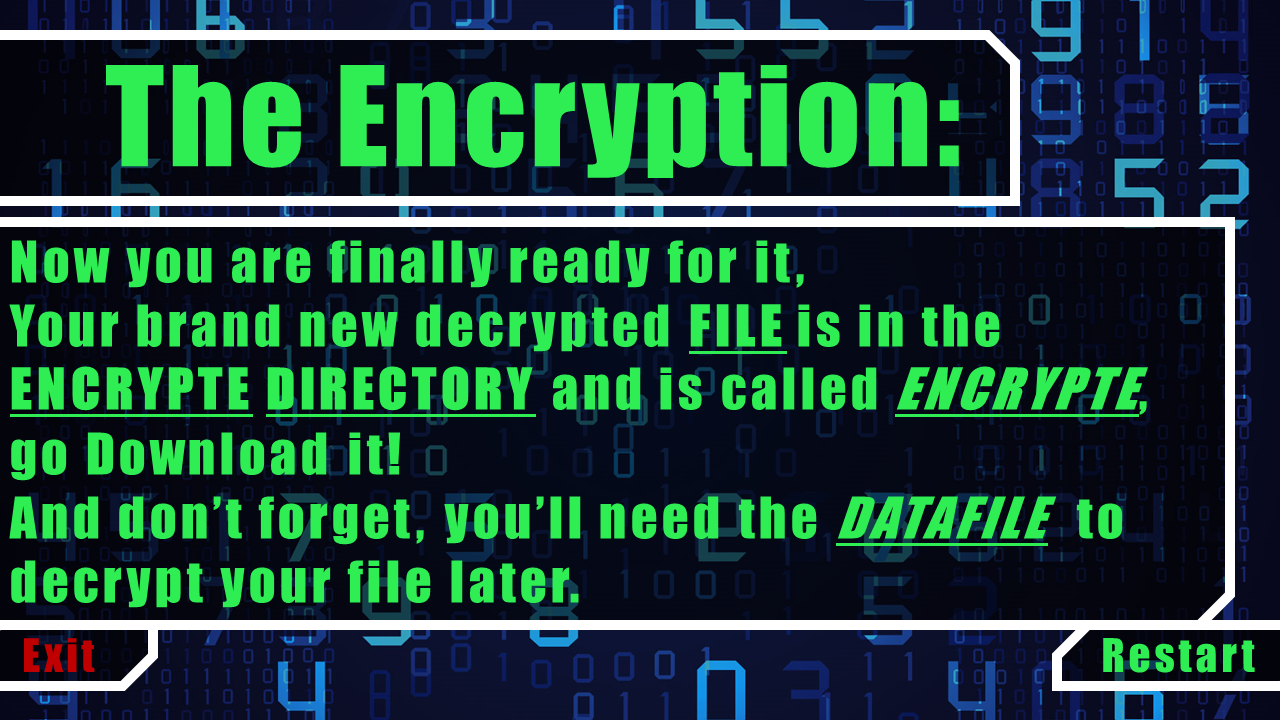 The Encryption:
Now you are finally ready for it,
Your brand new decrypted FILE is in the
ENCRYPTE DIRECTORY and is called ENCRYPTE,
go Download it!
And don’t forget, you’ll need the DATAFILE to
decrypt your file later.
Exit
Restart